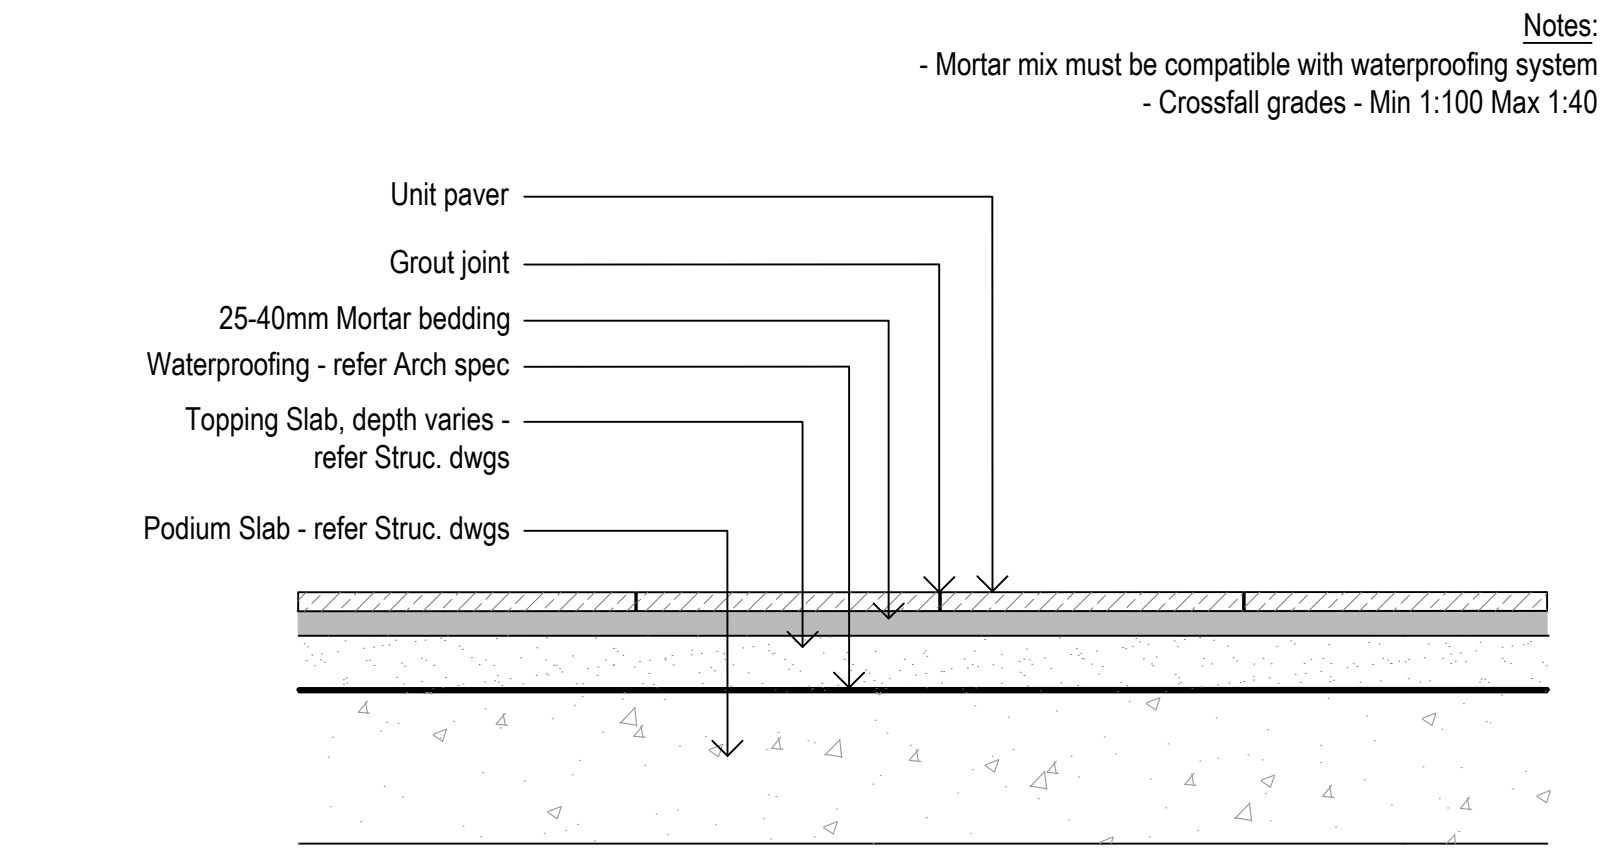 Notes:
- Mortar mix must be compatible with waterproofing system
- Crossfall grades - Min 1:100 Max 1:40
Unit paver
Grout joint
25-40mm Mortar bedding
Waterproofing - refer Arch spec
Topping Slab, depth varies -
refer Struc. dwgs
Podium Slab - refer Struc. dwgs